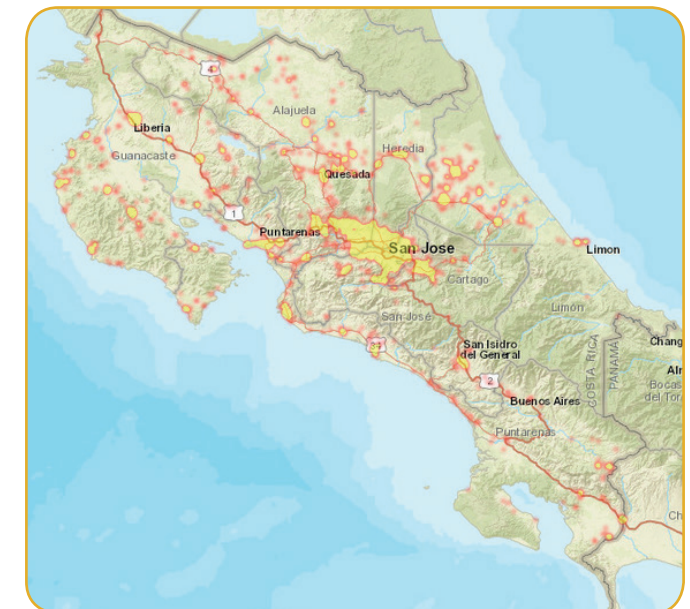 4
Alajuela
Liberia
Guanacaste
Heredia
Quesada
1
Puntarenas
San Jose
Limon
Cartago
Limón
San José
Chang
San Isidro
del General
COSTA RICA
PANAMÁ
2
Bocas
del Tor
Buenos Aires
Puntarenas